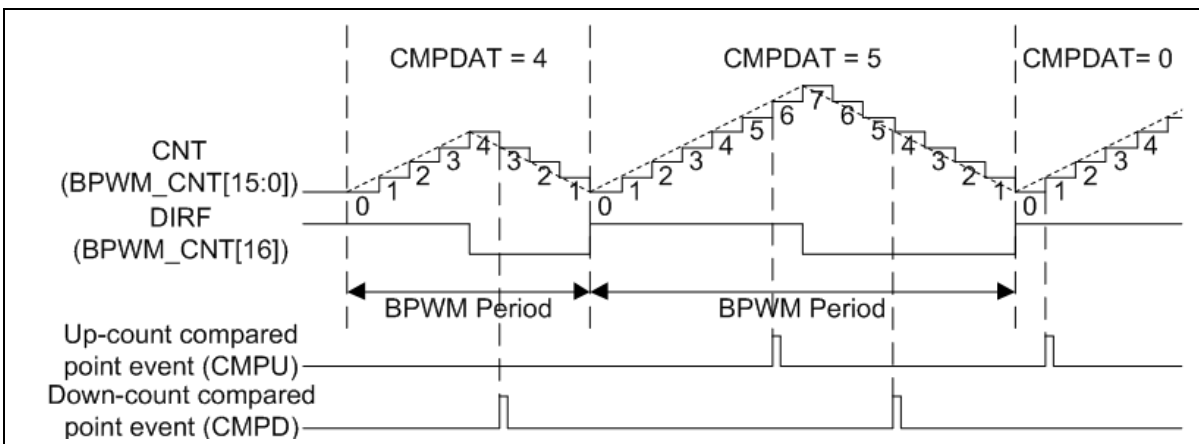 CMPDAT = 4
CMPDAT = 5
CMPDAT= 0
CNT
(BPWM_CNT[15:0])
0 1 2 3 4 3 2 1 0 1 2 3 4 5 6 7 6 5 4 3 2 1 0 1 2 3 4
DIRF
(BPWM_CNT[16])
BPWM Period
BPWM Period
Up-count compared
point event (CMPU)
Down-count compared
point event (CMPD)